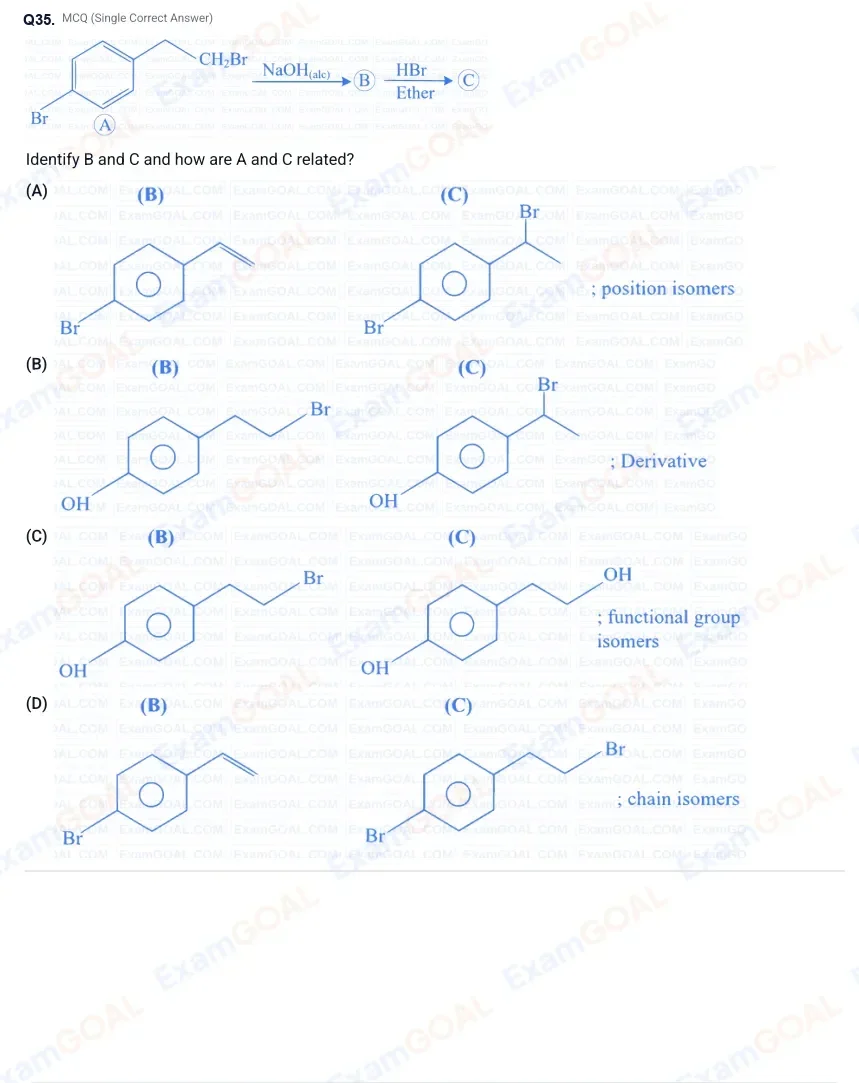 Q35. MCQ (Single Correct Answer)
CH₂Br
NaOH(alc)
B
HBr
Ether
C
Br
A
Identify B and C and how are A and C related?
(A)
(B)
(C)
Br
; position isomers
Br
Br
(B)
(B)
(C)
Br
Br
; Derivative
OH
OH
(C)
(B)
(C)
Br
OH
; functional group
isomers
OH
OH
(D)
(B)
(C)
Br
; chain isomers
Br
Br
ExamGOAL